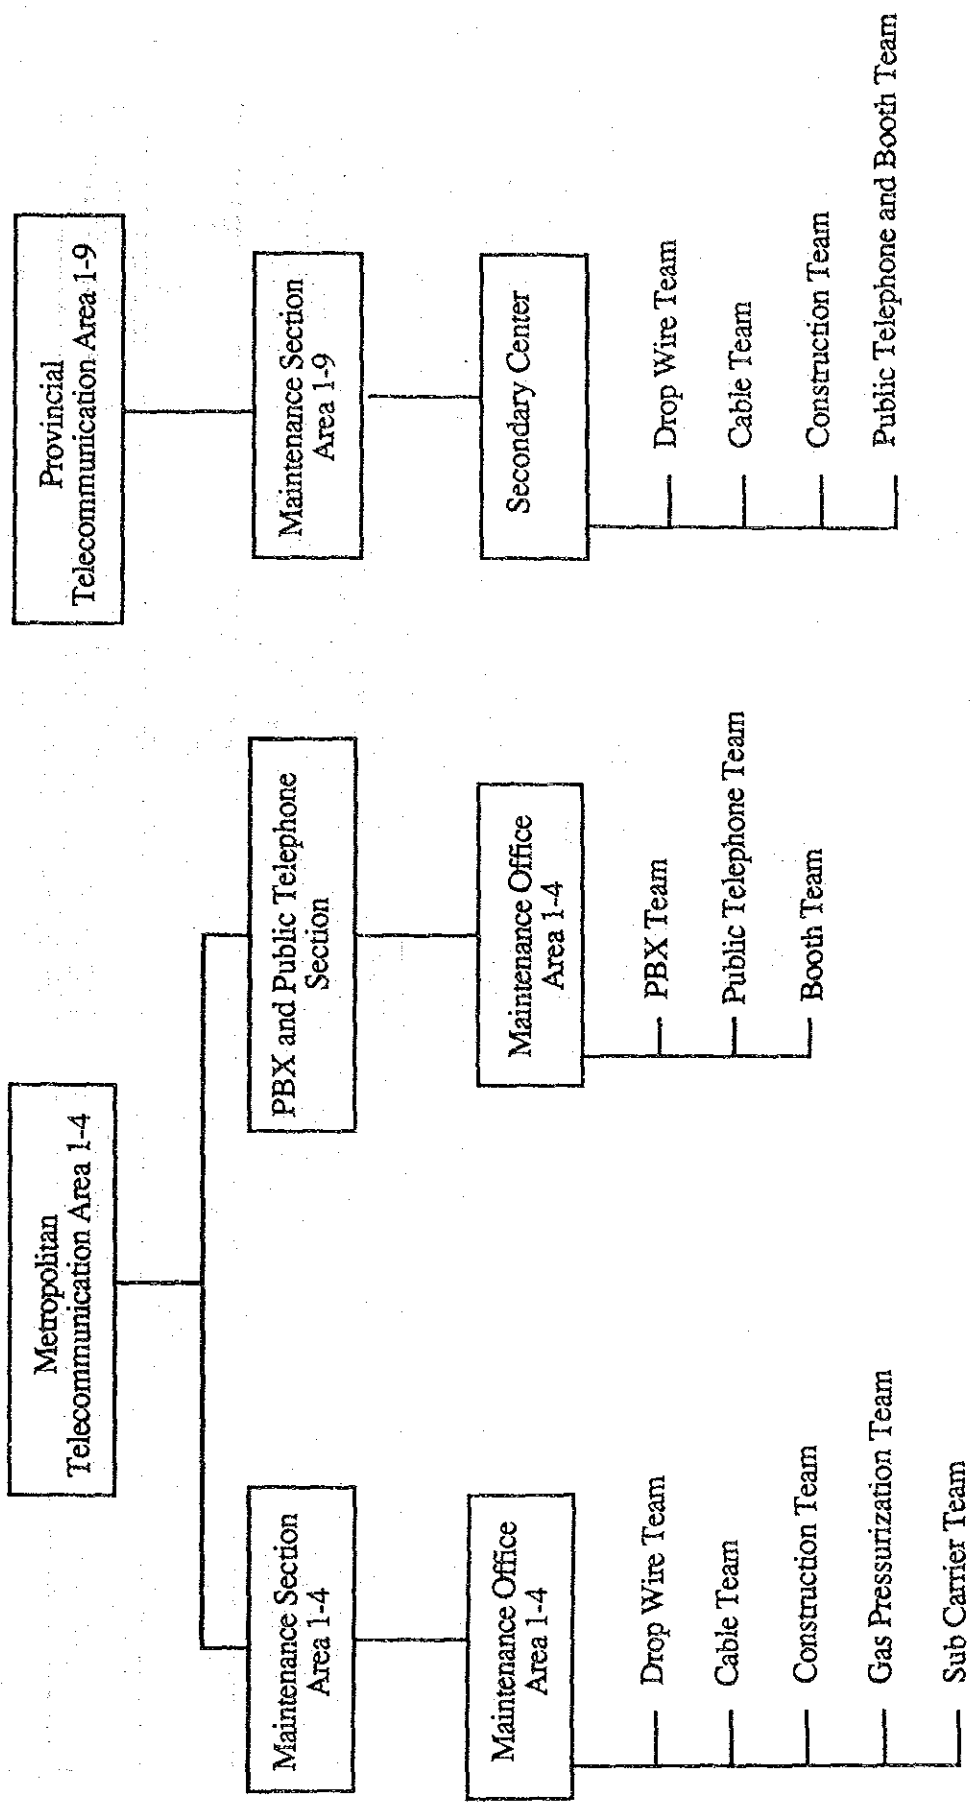 Metropolitan
Telecommunication Area 1-4
Maintenance Section
Area 1-4
Maintenance Office
Area 1-4
Drop Wire Team
Cable Team
Construction Team
Gas Pressurization Team
Sub Carrier Team
PBX and Public Telephone
Section
Maintenance Office
Area 1-4
PBX Team
Public Telephone Team
Booth Team
Provincial
Telecommunication Area 1-9
Maintenance Section
Area 1-9
Secondary Center
Drop Wire Team
Cable Team
Construction Team
Public Telephone and Booth Team